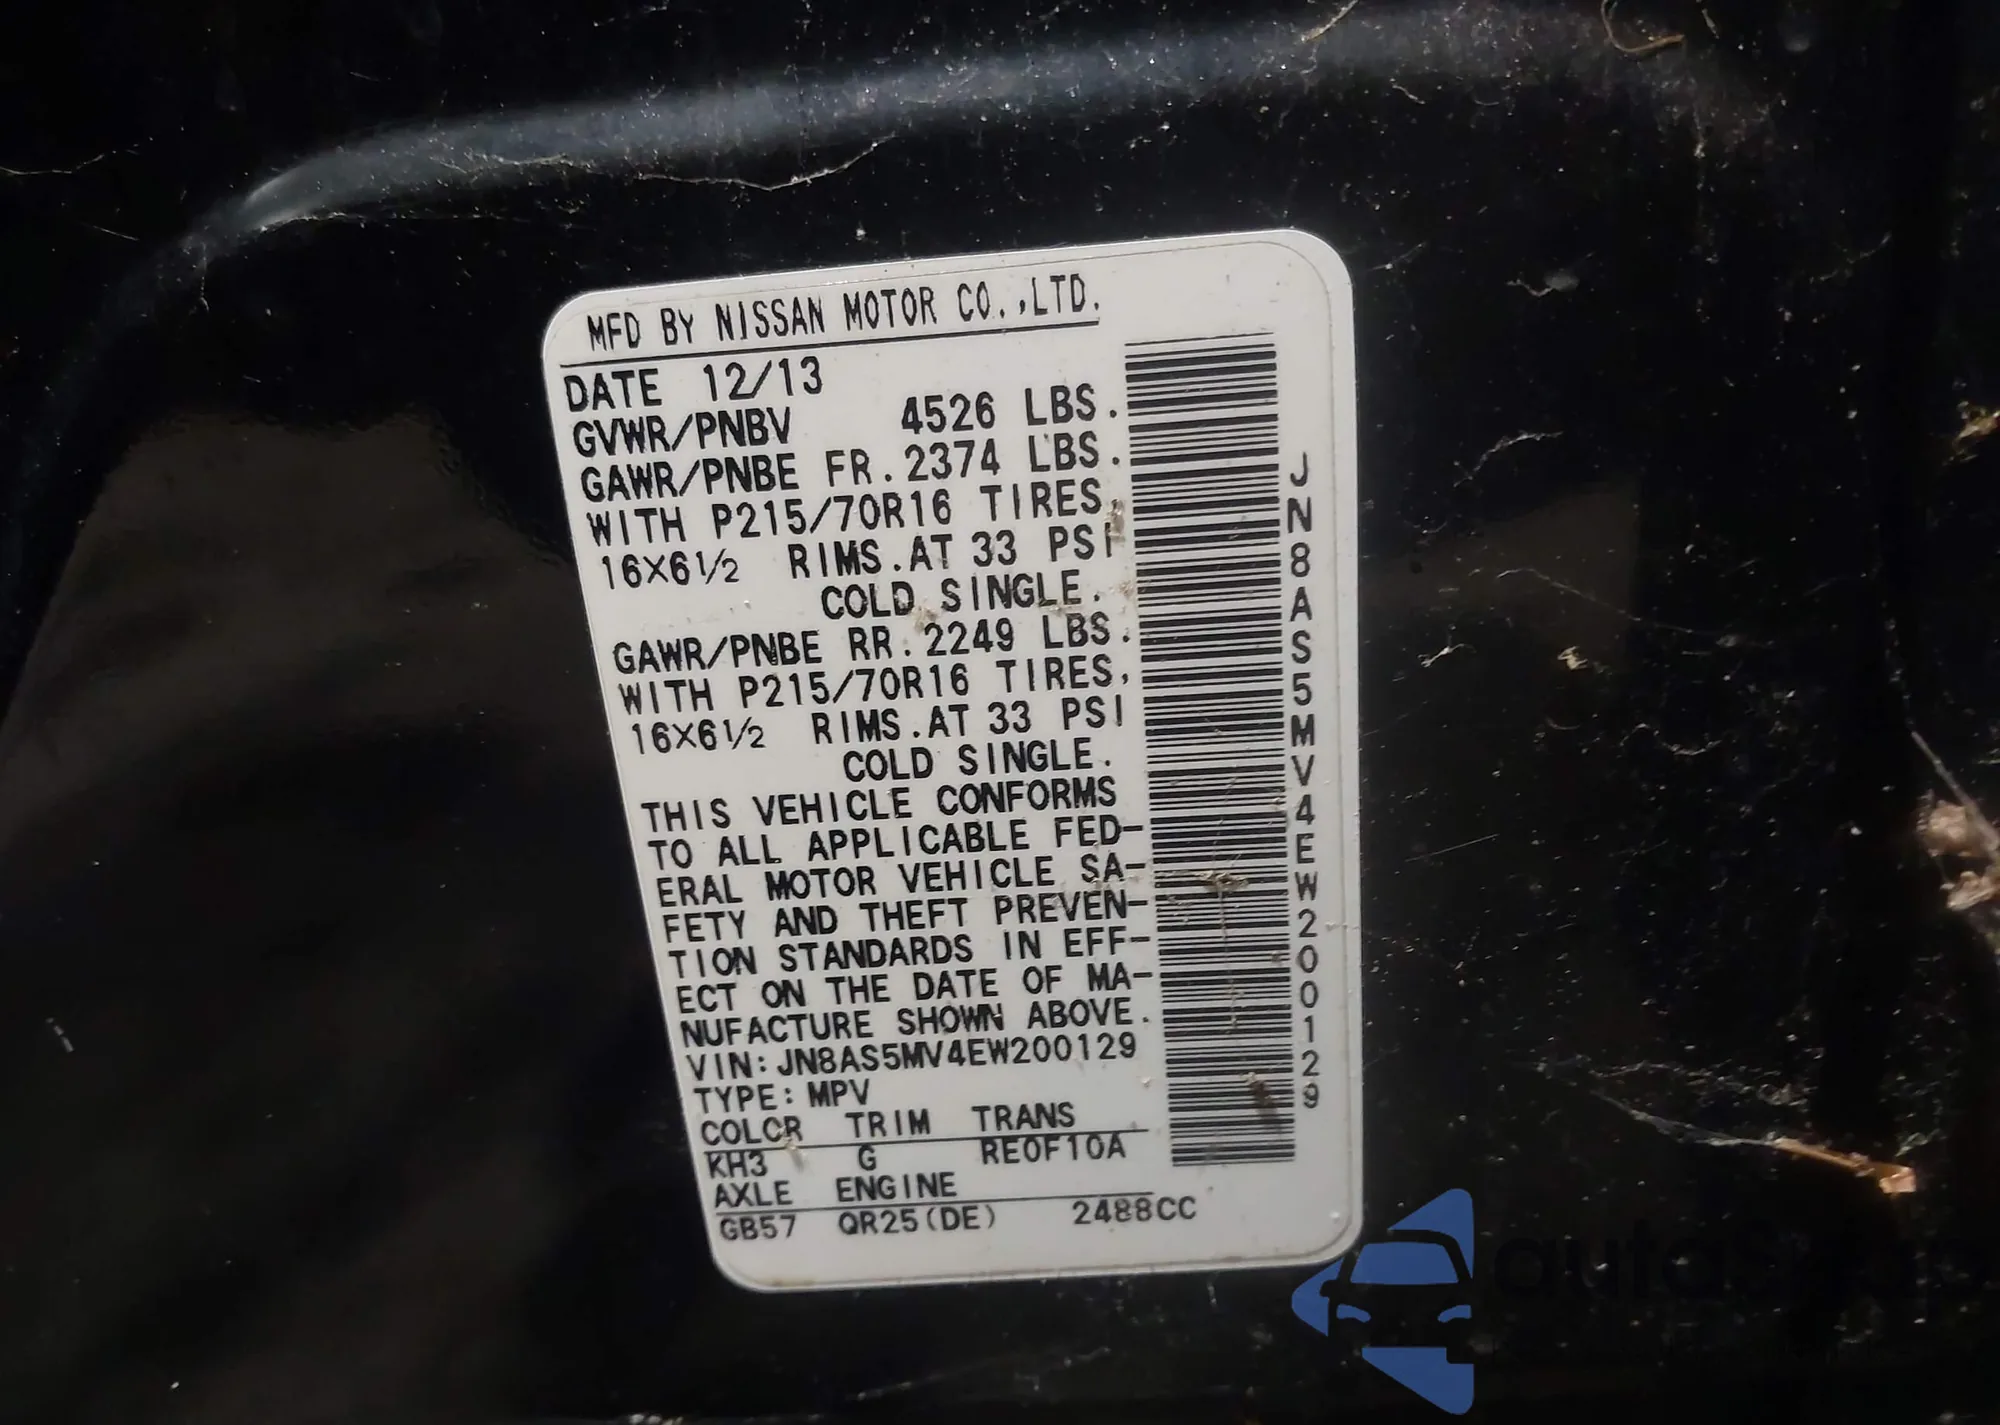 MFD BY NISSAN MOTOR CO.,LTD.
DATE 12/13
GVWR/PNBV 4526 LBS.
GAWR/PNBE FR. 2374 LBS.
WITH P215/70R16 TIRES,
16X6½ RIMS.AT 33 PSI
COLD SINGLE.
GAWR/PNBE RR. 2249 LBS.
WITH P215/70R16 TIRES,
16X6½ RIMS.AT 33 PSI
COLD SINGLE.
THIS VEHICLE CONFORMS
TO ALL APPLICABLE FED-
ERAL MOTOR VEHICLE SA-
FETY AND THEFT PREVEN-
TION STANDARDS IN EFF-
ECT ON THE DATE OF MA-
NUFACTURE SHOWN ABOVE.
VIN:JN8AS5MV4EW200129
TYPE:MPV
COLOR TRIM TRANS
KH3 G RE0F10A
AXLE ENGINE
GB57 QR25(DE) 2488CC
JN8AS5MV4EW200129